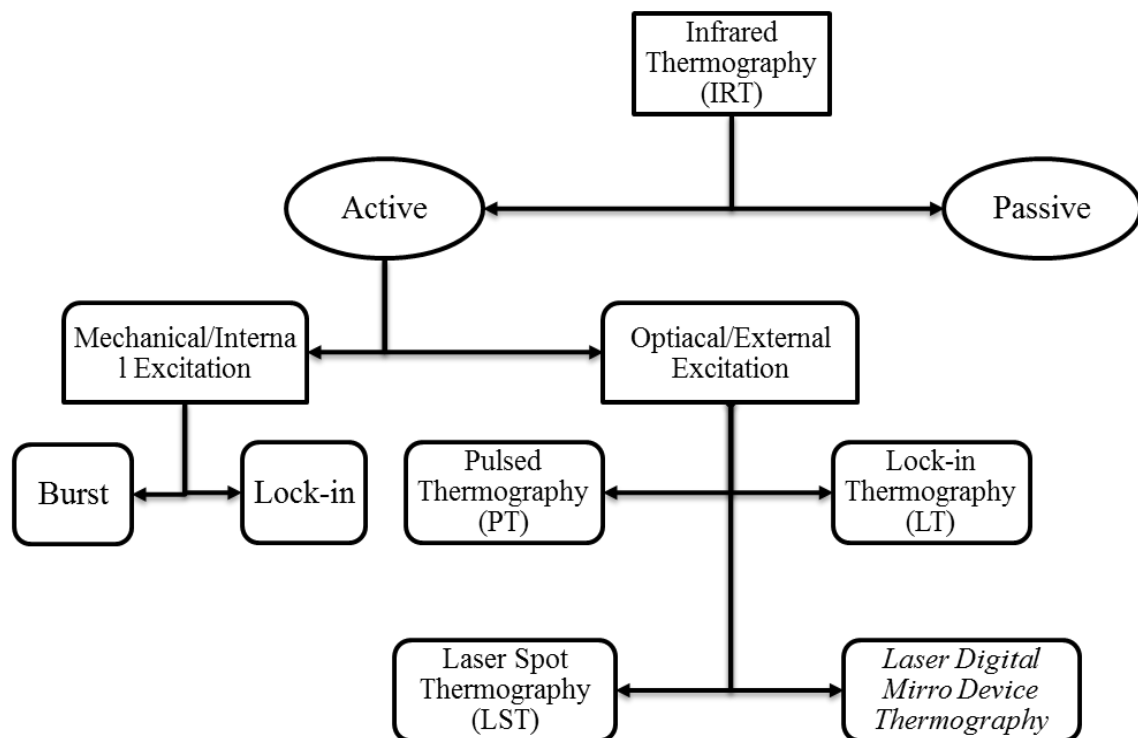 Infrared
Thermography
(IRT)
Active
Passive
Mechanical/Interna
l Excitation
Optiacal/External
Excitation
Burst
Lock-in
Pulsed
Thermography
(PT)
Lock-in
Thermography
(LT)
Laser Spot
Thermography
(LST)
Laser Digital
Mirro Device
Thermography